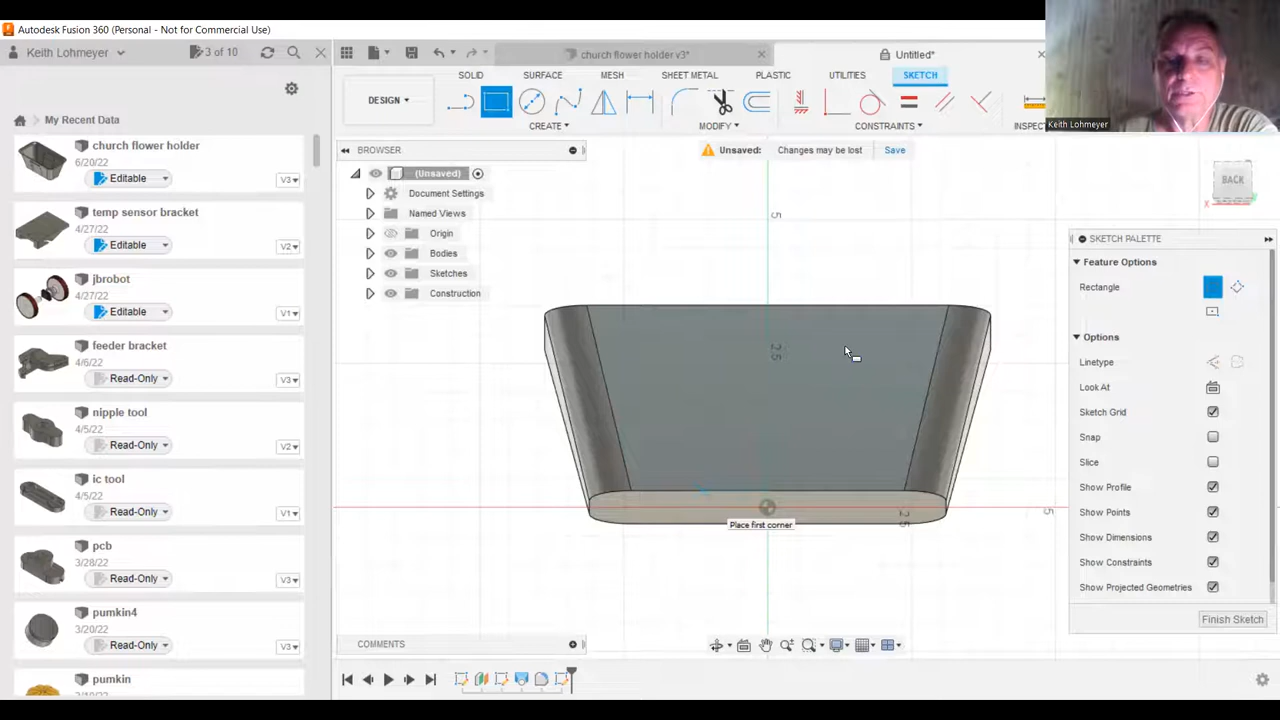 Autodesk Fusion 360 (Personal - Not for Commercial Use)
Keith Lohmeyer
3 of 10
church flower holder v3*
Untitled*
SOLID
SURFACE
MESH
SHEET METAL
PLASTIC
UTILITIES
SKETCH
DESIGN
CREATE
MODIFY
CONSTRAINTS
INSPECT
Keith Lohmeyer
My Recent Data
church flower holder
6/20/22
Editable
V3
temp sensor bracket
4/27/22
Editable
V2
jbrobot
4/27/22
Editable
V1
feeder bracket
4/6/22
Read-Only
V3
nipple tool
4/5/22
Read-Only
V2
ic tool
4/5/22
Read-Only
V1
pcb
3/28/22
Read-Only
V3
pumkin4
3/20/22
Read-Only
V3
pumkin
BROWSER
(Unsaved)
Document Settings
Named Views
Origin
Bodies
Sketches
Construction
Unsaved:
Changes may be lost
Save
BACK
X
5
2.5
2.5
5
Place first corner
SKETCH PALETTE
Feature Options
Rectangle
Options
Linetype
Look At
Sketch Grid
Snap
Slice
Show Profile
Show Points
Show Dimensions
Show Constraints
Show Projected Geometries
Finish Sketch
COMMENTS